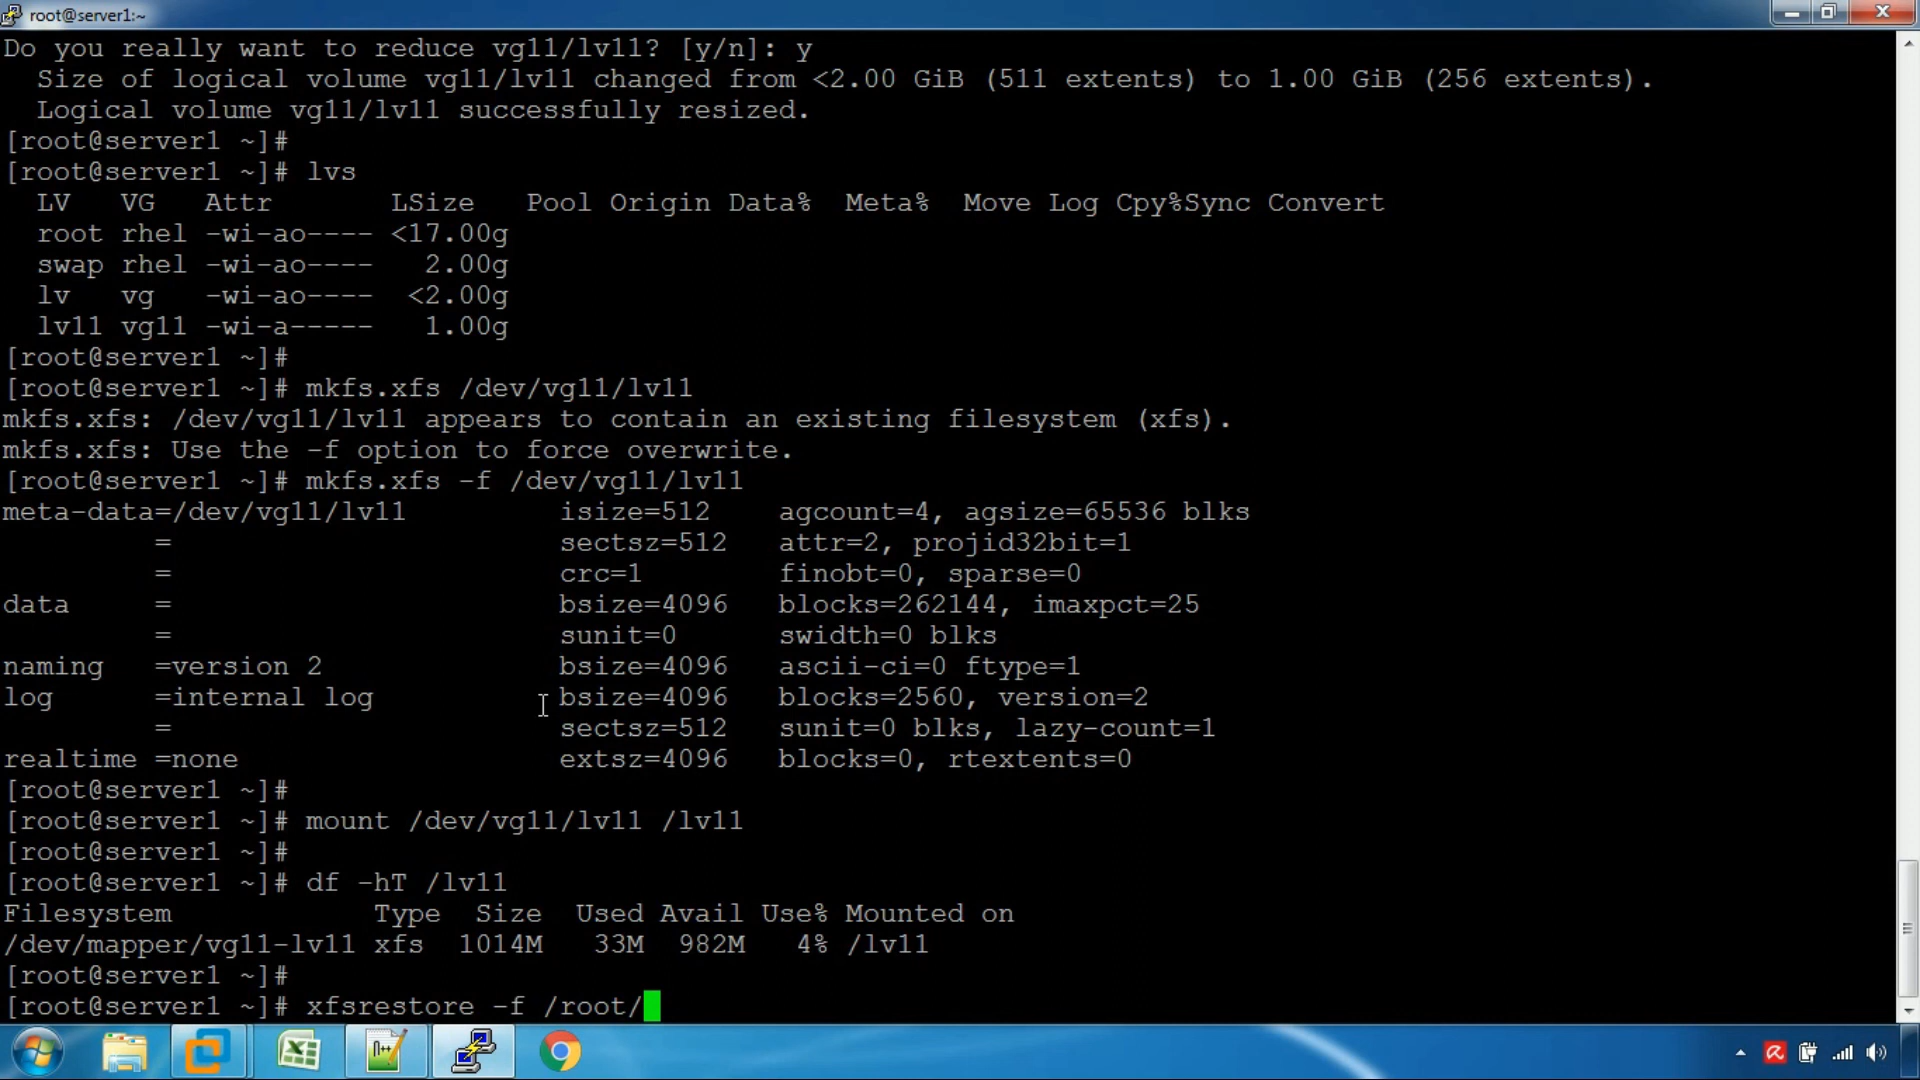 root@server1:~
Do you really want to reduce vg11/lv11? [y/n]: y
  Size of logical volume vg11/lv11 changed from <2.00 GiB (511 extents) to 1.00 GiB (256 extents).
  Logical volume vg11/lv11 successfully resized.
[root@server1 ~]#
[root@server1 ~]# lvs
  LV   VG   Attr       LSize   Pool Origin Data%  Meta%  Move Log Cpy%Sync Convert
  root rhel -wi-ao---- <17.00g
  swap rhel -wi-ao----   2.00g
  lv   vg   -wi-ao----  <2.00g
  lv11 vg11 -wi-a-----   1.00g
[root@server1 ~]#
[root@server1 ~]# mkfs.xfs /dev/vg11/lv11
mkfs.xfs: /dev/vg11/lv11 appears to contain an existing filesystem (xfs).
mkfs.xfs: Use the -f option to force overwrite.
[root@server1 ~]# mkfs.xfs -f /dev/vg11/lv11
meta-data=/dev/vg11/lv11         isize=512    agcount=4, agsize=65536 blks
         =                       sectsz=512   attr=2, projid32bit=1
         =                       crc=1        finobt=0, sparse=0
data     =                       bsize=4096   blocks=262144, imaxpct=25
         =                       sunit=0      swidth=0 blks
naming   =version 2              bsize=4096   ascii-ci=0 ftype=1
log      =internal log           bsize=4096   blocks=2560, version=2
         =                       sectsz=512   sunit=0 blks, lazy-count=1
realtime =none                   extsz=4096   blocks=0, rtextents=0
[root@server1 ~]#
[root@server1 ~]# mount /dev/vg11/lv11 /lv11
[root@server1 ~]#
[root@server1 ~]# df -hT /lv11
Filesystem            Type  Size  Used Avail Use% Mounted on
/dev/mapper/vg11-lv11 xfs  1014M   33M  982M   4% /lv11
[root@server1 ~]#
[root@server1 ~]# xfsrestore -f /root/